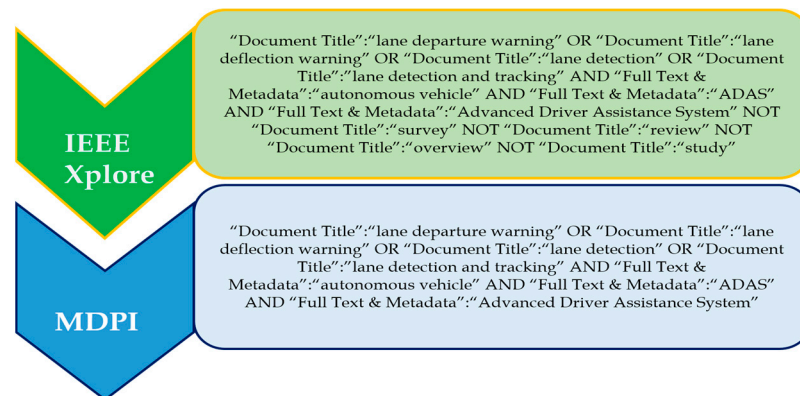 IEEE
Xplore
“Document Title”:“lane departure warning” OR “Document Title”:“lane
deflection warning” OR “Document Title”:“lane detection” OR “Document
Title”:”lane detection and tracking” AND “Full Text &
Metadata”:“autonomous vehicle” AND “Full Text & Metadata”:“ADAS”
AND “Full Text & Metadata”:“Advanced Driver Assistance System” NOT
“Document Title”:“survey” NOT “Document Title”:“review” NOT
“Document Title”:“overview” NOT “Document Title”:“study”
MDPI
“Document Title”:“lane departure warning” OR “Document Title”:“lane
deflection warning” OR “Document Title”:“lane detection” OR “Document
Title”:”lane detection and tracking” AND “Full Text &
Metadata”:“autonomous vehicle” AND “Full Text & Metadata”:“ADAS”
AND “Full Text & Metadata”:“Advanced Driver Assistance System”